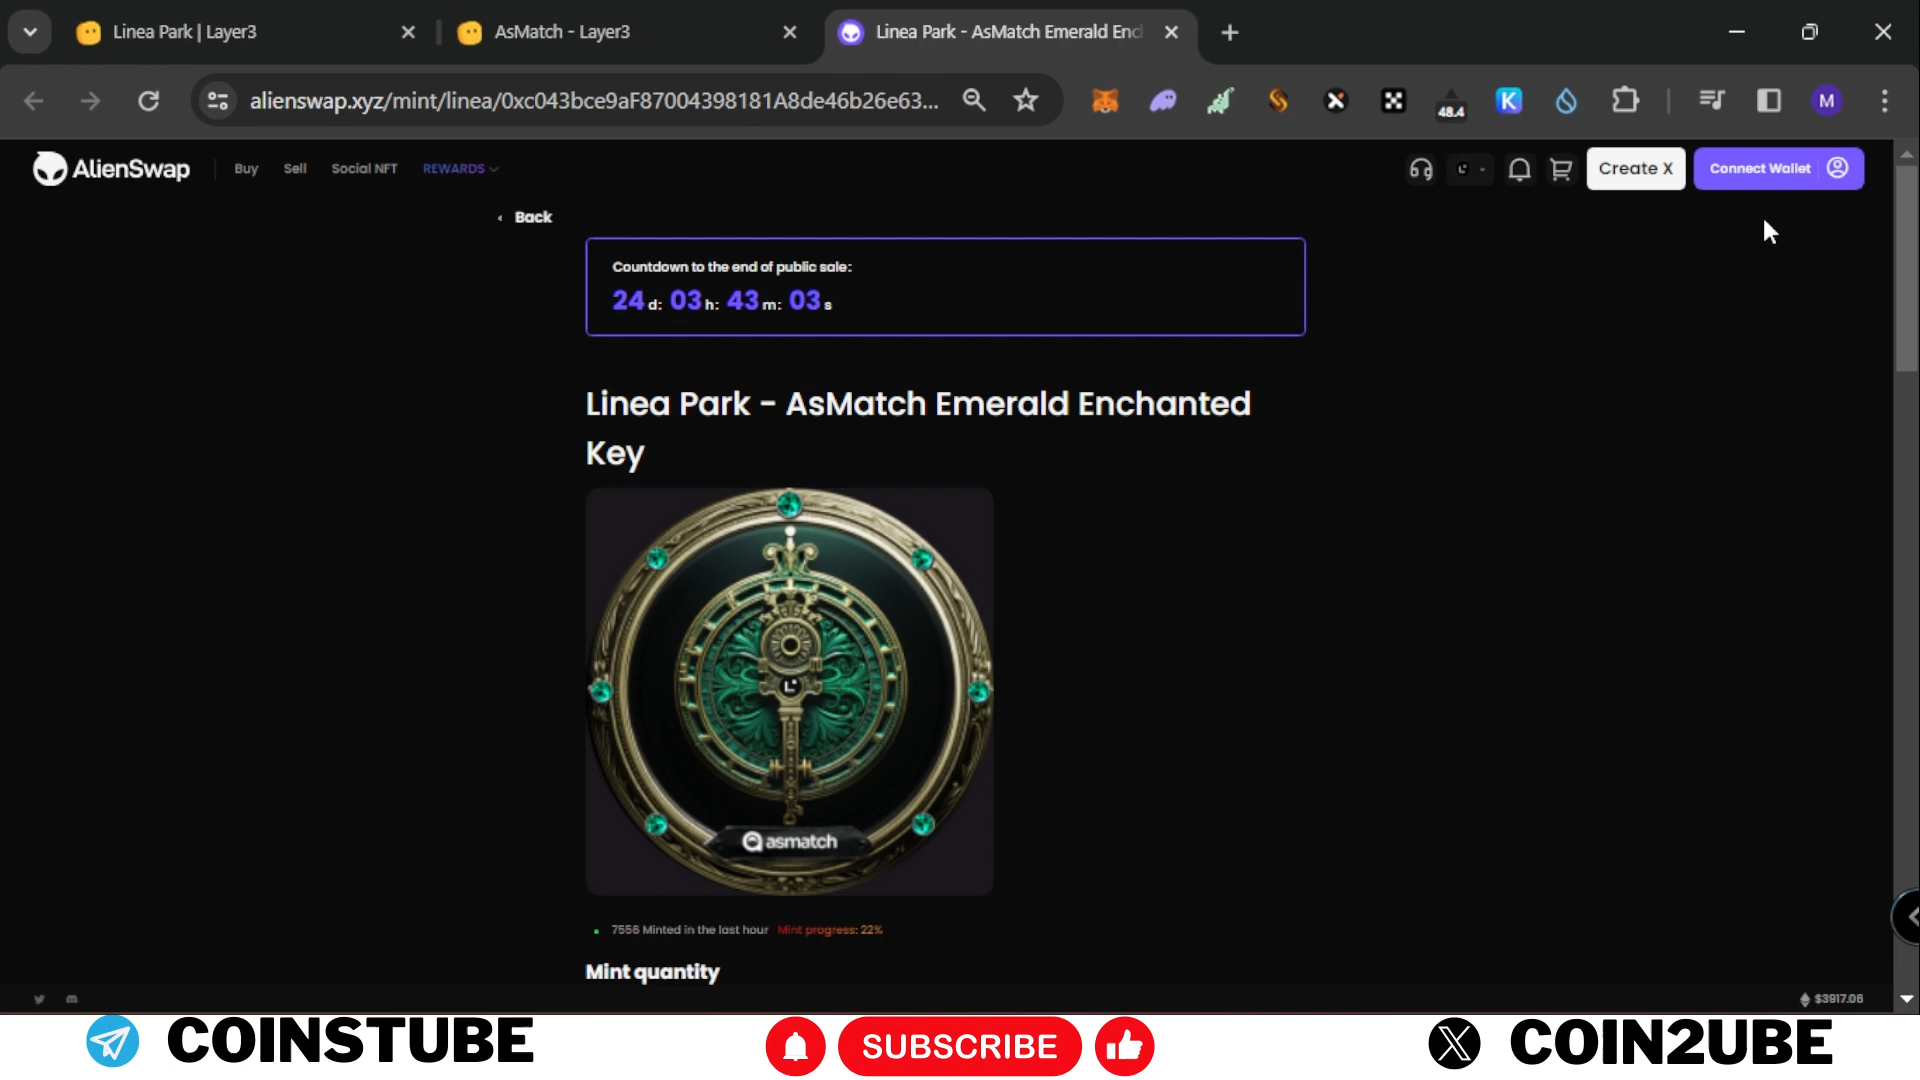 Linea Park | Layer3
AsMatch - Layer3
Linea Park - AsMatch Emerald Enc
alienswap.xyz/mint/linea/0xc043bce9aF87004398181A8de46b26e63...
48.4
K
M
AlienSwap
Buy
Sell
Social NFT
REWARDS
Create X
Connect Wallet
Back
Countdown to the end of public sale:
24 d: 03 h: 43 m: 03 s
Linea Park - AsMatch Emerald Enchanted
Key
L
asmatch
7556 Minted in the last hour Mint progress: 22%
Mint quantity
$3917.06
COINSTUBE
SUBSCRIBE
COIN2UBE